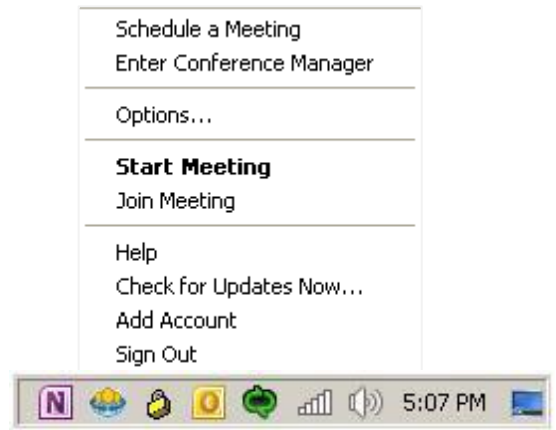 Schedule a Meeting
Enter Conference Manager
Options...
Start Meeting
Join Meeting
Help
Check for Updates Now...
Add Account
Sign Out
N O 5:07 PM